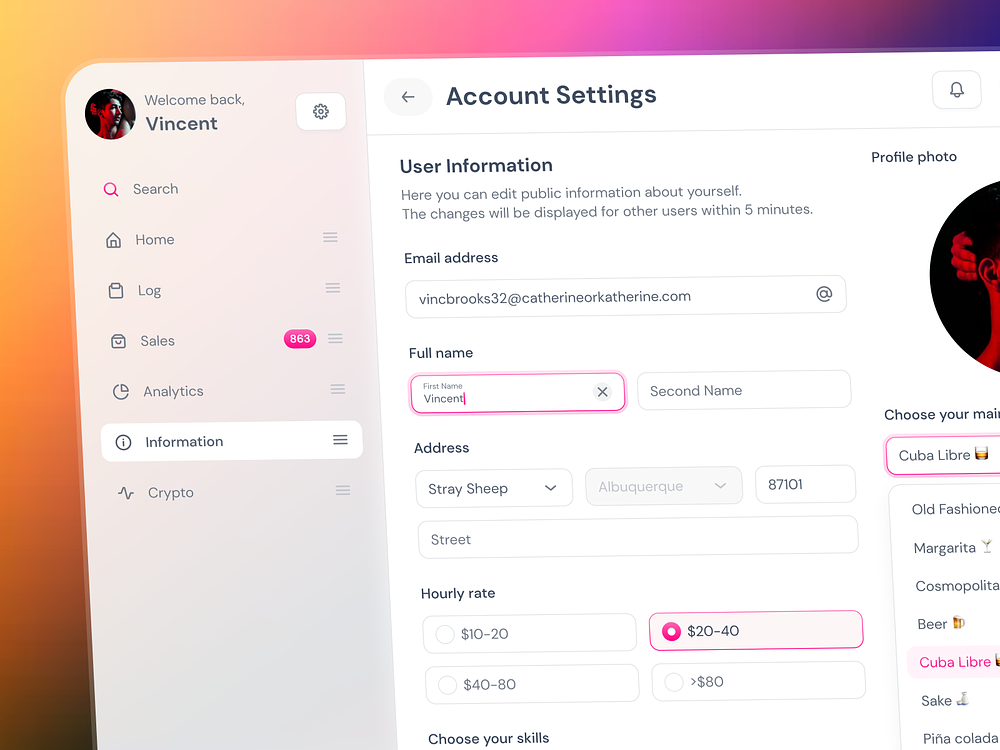 Welcome back,
Vincent
Search
Home
Log
Sales
863
Analytics
Information
Crypto
Account Settings
User Information
Here you can edit public information about yourself.
The changes will be displayed for other users within 5 minutes.
Email address
vincbrooks32@catherineorkatherine.com
Full name
First Name
Vincent
Second Name
Address
Stray Sheep
Albuquerque
87101
Street
Hourly rate
$10-20
$20-40
$40-80
>$80
Choose your skills
Profile photo
Choose your main
Cuba Libre 🥃
Old Fashioned
Margarita 🍸
Cosmopolita
Beer 🍺
Cuba Libre 🥃
Sake 🍶
Piña colada